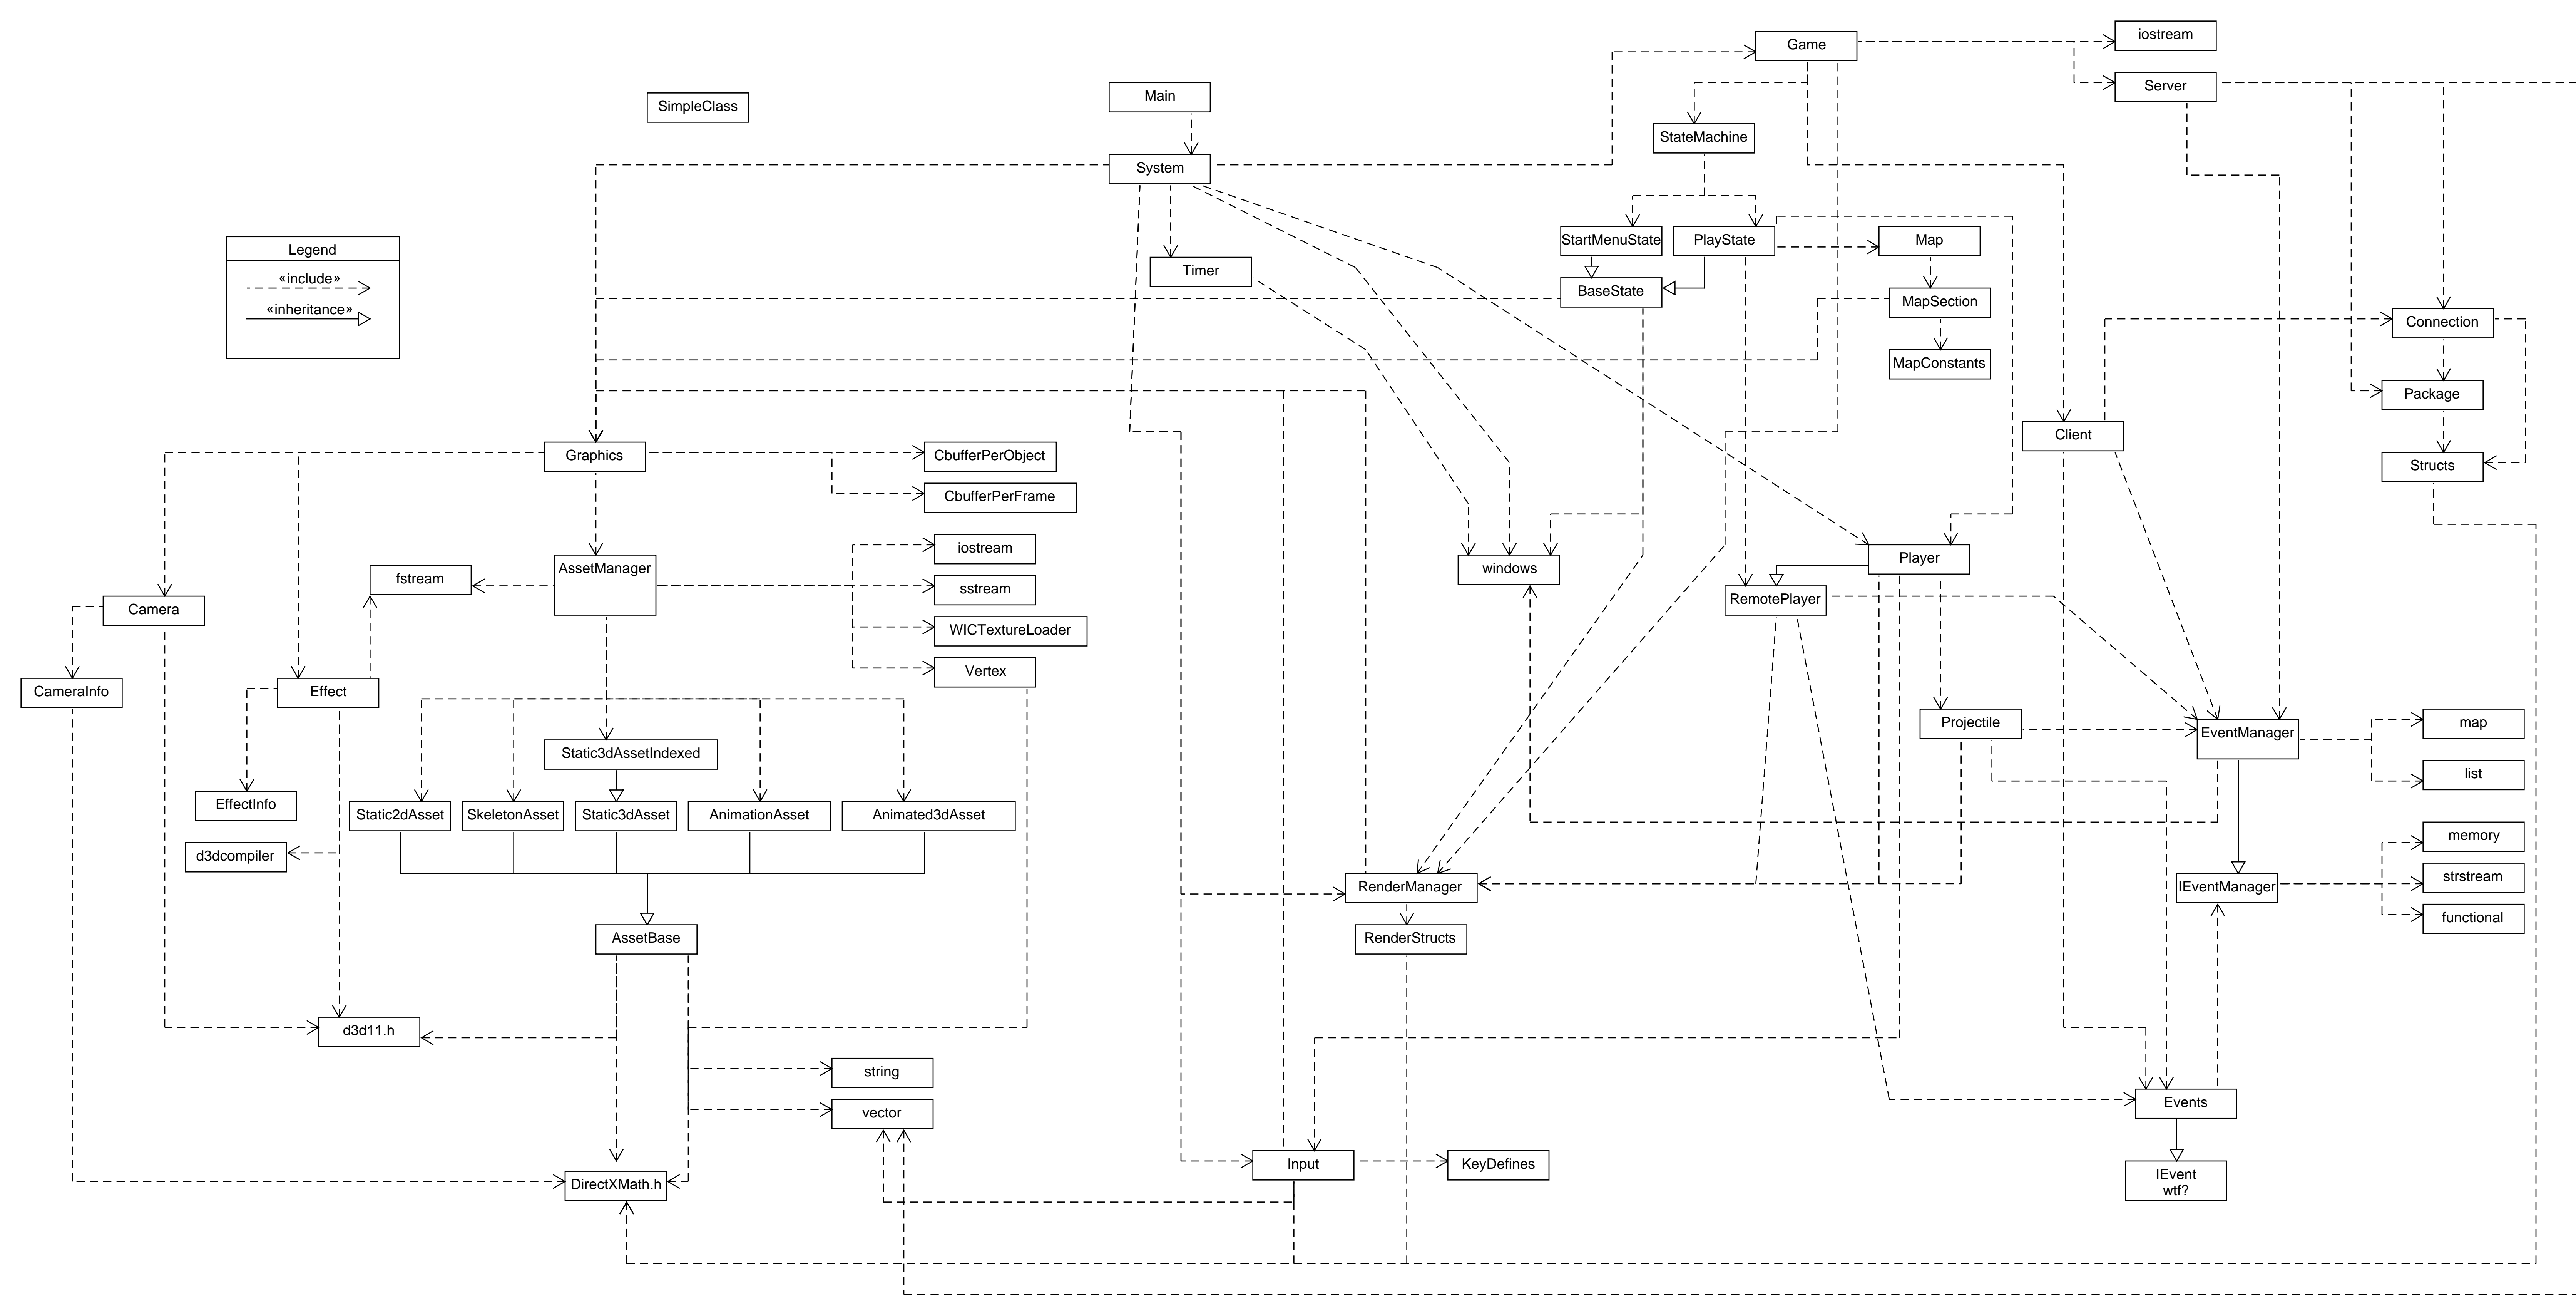 iostream
Game
Server
Main
SimpleClass
StateMachine
System
StartMenuState
PlayState
Map
Legend
Timer
«include»
BaseState
MapSection
«inheritance»
Connection
MapConstants
Package
Client
Graphics
CbufferPerObject
Structs
CbufferPerFrame
iostream
Player
AssetManager
windows
fstream
sstream
RemotePlayer
Camera
WICTextureLoader
Vertex
CameraInfo
Effect
Projectile
map
EventManager
Static3dAssetIndexed
list
EffectInfo
Static2dAsset
SkeletonAsset
Static3dAsset
AnimationAsset
Animated3dAsset
memory
d3dcompiler
strstream
RenderManager
IEventManager
functional
AssetBase
RenderStructs
d3d11.h
string
Events
vector
Input
KeyDefines
IEvent
wtf?
DirectXMath.h